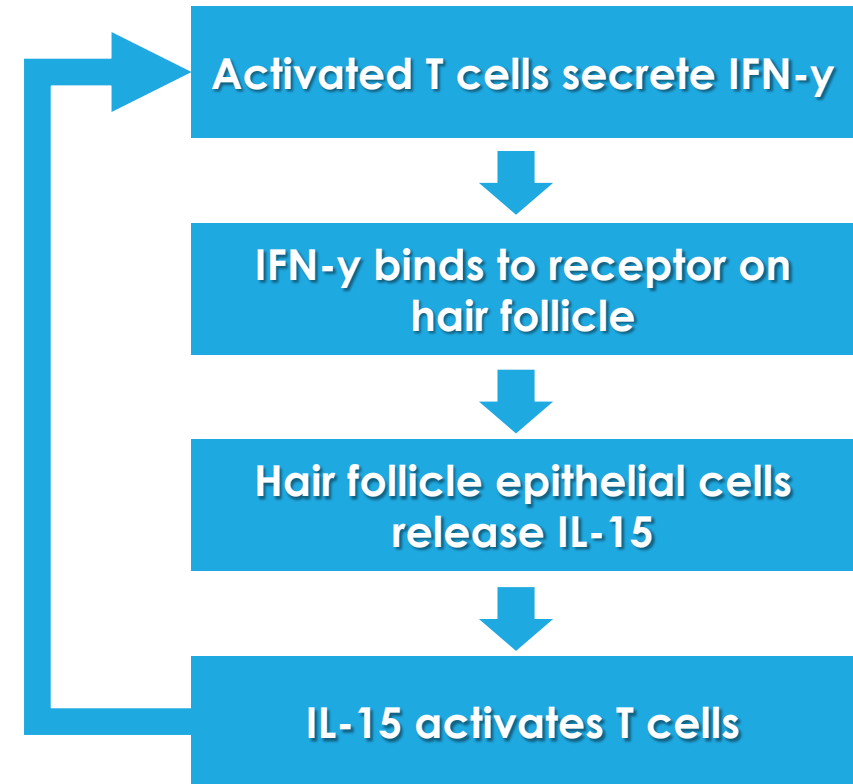 Activated T cells secrete IFN-y
IFN-y binds to receptor on
hair follicle
Hair follicle epithelial cells
release IL-15
IL-15 activates T cells